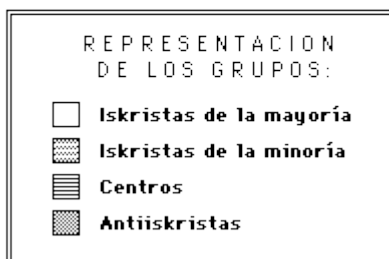 REPRESENTACION
DE LOS GRUPOS:
Iskristas de la mayoría
Iskristas de la minoría
Centros
Antiiskristas